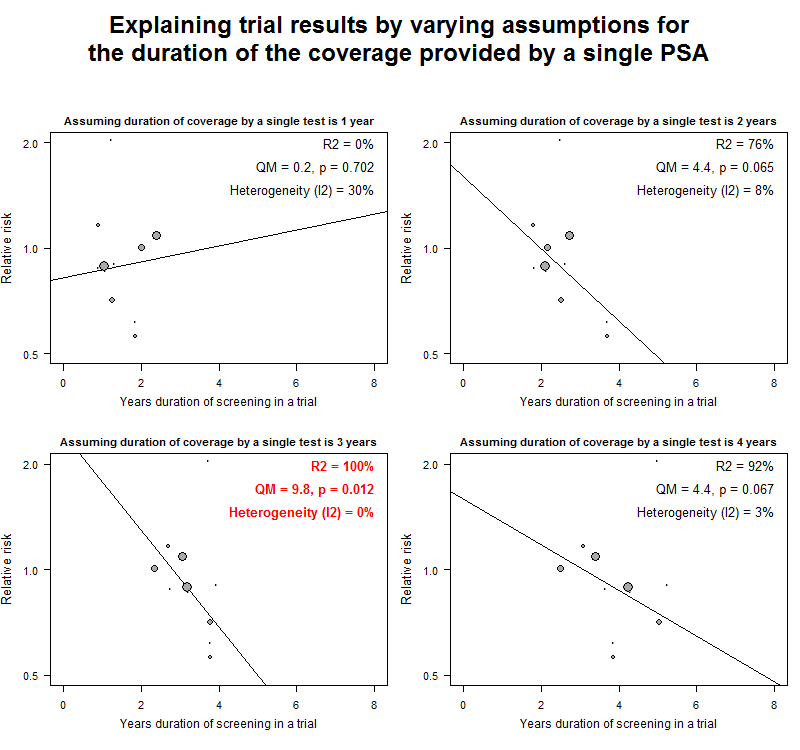 Explaining trial results by varying assumptions for
the duration of the coverage provided by a single PSA
Assuming duration of coverage by a single test is 1 year
R2 = 0%
QM = 0.2, p = 0.702
Heterogeneity (I2) = 30%
2.0
1.0
0.5
Relative risk
0 2 4 6 8
Years duration of screening in a trial
Assuming duration of coverage by a single test is 2 years
R2 = 76%
QM = 4.4, p = 0.065
Heterogeneity (I2) = 8%
2.0
1.0
0.5
Relative risk
0 2 4 6 8
Years duration of screening in a trial
Assuming duration of coverage by a single test is 3 years
R2 = 100%
QM = 9.8, p = 0.012
Heterogeneity (I2) = 0%
2.0
1.0
0.5
Relative risk
0 2 4 6 8
Years duration of screening in a trial
Assuming duration of coverage by a single test is 4 years
R2 = 92%
QM = 4.4, p = 0.067
Heterogeneity (I2) = 3%
2.0
1.0
0.5
Relative risk
0 2 4 6 8
Years duration of screening in a trial